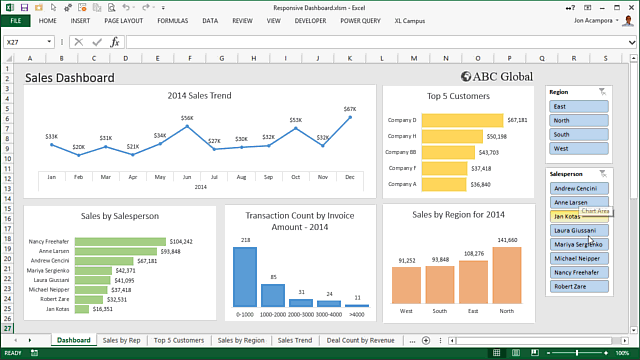 Responsive Dashboard.xlsm - Excel
FILE HOME INSERT PAGE LAYOUT FORMULAS DATA REVIEW VIEW DEVELOPER POWER QUERY XL Campus Jon Acampora
X27 fx
A B C D E F G H I J K L M N O P Q R S
1 2 3 4 5 6 7 8 9 10 11 12 13 14 15 16 17 18 19 20 21 22 23 24 25 26 27
Sales Dashboard
ABC Global
2014 Sales Trend
$33K $20K $31K $21K $34K $56K $27K $30K $32K $53K $32K $67K
Jan Feb Mar Apr May Jun Jul Aug Sep Oct Nov Dec
2014
Top 5 Customers
Company D $67,181
Company H $50,198
Company BB $43,703
Company F $37,418
Company A $36,840
Region
East
North
South
West
Salesperson
Andrew Cencini
Anne Larsen
Chart Area
Jan Kotas
Laura Giussani
Mariya Sergienko
Michael Neipper
Nancy Freehafer
Robert Zare
Sales by Salesperson
Nancy Freehafer $104,242
Anne Larsen $93,848
Andrew Cencini $67,181
Mariya Sergienko $42,371
Laura Giussani $41,095
Michael Neipper $37,418
Robert Zare $32,531
Jan Kotas $16,351
Transaction Count by Invoice
Amount - 2014
218 85 31 24 11
0-1000 1000-2000 2000-3000 3000-4000 >4000
Sales by Region for 2014
91,252 93,848 108,276 141,660
West South East North
Dashboard Sales by Rep Top 5 Customers Sales by Region Sales Trend Deal Count by Revenue ...
READY 100%